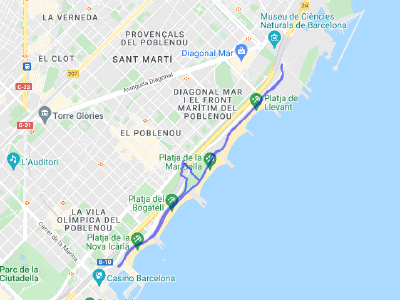 LA VERNEDA
74
Museu de Ciències
Naturals de Barcelona
PROVENÇALS
DEL POBLENOU
EL CLOT
Diagonal Mar
SANT MARTÍ
207
Avinguda Diagonal
C-33
DIAGONAL MAR
I EL FRONT
MARÍTIM DEL
POBLENOU
Platja de
Llevant
Torre Glòries
C-31
EL POBLENOU
L'Auditori
Platja de la
Mar Bella
Platja del
Bogatell
LA VILA
OLÍMPICA DEL
POBLENOU
Carrer de la Marina
Platja de la
Nova Icària
B-10
Parc de la
Ciutadella
Casino Barcelona